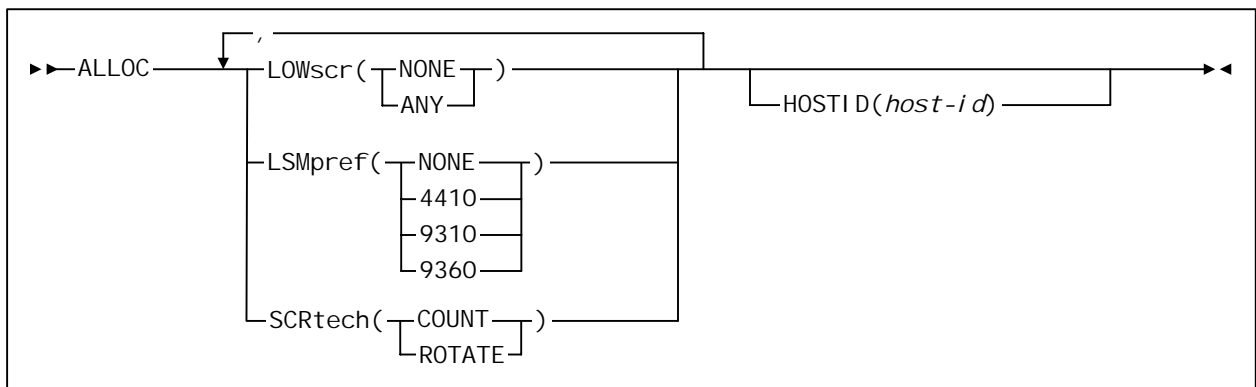 ,
ALLOC LOWscr( NONE )
ANY
HOSTID(host-id)
LSMpref( NONE )
4410
9310
9360
SCRtech( COUNT )
ROTATE